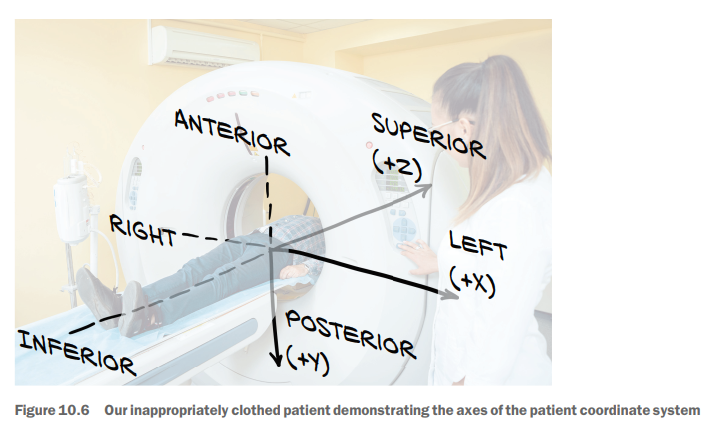 ANTERIOR
SUPERIOR
(+Z)
RIGHT
LEFT
(+X)
POSTERIOR
(+Y)
INFERIOR
Figure 10.6 Our inappropriately clothed patient demonstrating the axes of the patient coordinate system